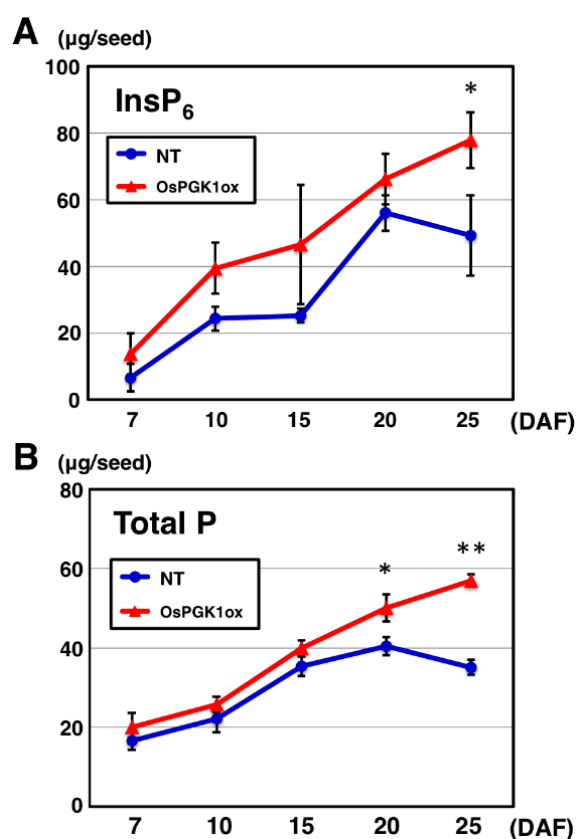 A (µg/seed)
100
InsP6
*
80
NT
OsPGK1ox
60
40
20
0
7 10 15 20 25 (DAF)
B (µg/seed)
80
Total P
**
*
60
NT
OsPGK1ox
40
20
0
7 10 15 20 25 (DAF)